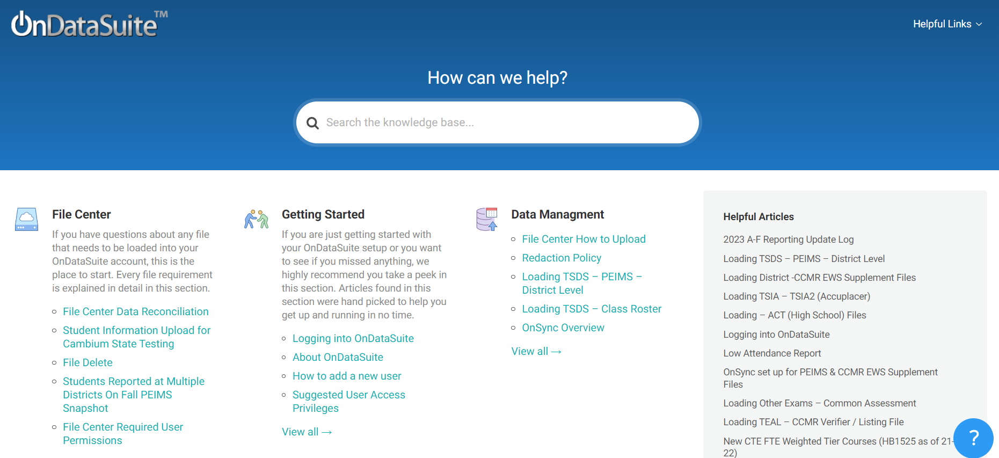 OnDataSuite™
Helpful Links
How can we help?
Search the knowledge base...
File Center
If you have questions about any file
that needs to be loaded into your
OnDataSuite account, this is the
place to start. Every file requirement
is explained in detail in this section.
File Center Data Reconciliation
Student Information Upload for
Cambium State Testing
File Delete
Students Reported at Multiple
Districts On Fall PEIMS
Snapshot
File Center Required User
Permissions
Getting Started
If you are just getting started with
your OnDataSuite setup or you want
to see if you missed anything, we
highly recommend you take a peek in
this section. Articles found in this
section were hand picked to help you
get up and running in no time.
Logging into OnDataSuite
About OnDataSuite
How to add a new user
Suggested User Access
Privileges
View all →
Data Managment
File Center How to Upload
Redaction Policy
Loading TSDS – PEIMS –
District Level
Loading TSDS – Class Roster
OnSync Overview
View all →
Helpful Articles
2023 A-F Reporting Update Log
Loading TSDS – PEIMS – District Level
Loading District -CCMR EWS Supplement Files
Loading TSIA – TSIA2 (Accuplacer)
Loading – ACT (High School) Files
Logging into OnDataSuite
Low Attendance Report
OnSync set up for PEIMS & CCMR EWS Supplement
Files
Loading Other Exams – Common Assessment
Loading TEAL – CCMR Verifier / Listing File
New CTE FTE Weighted Tier Courses (HB1525 as of 21-
22)
?